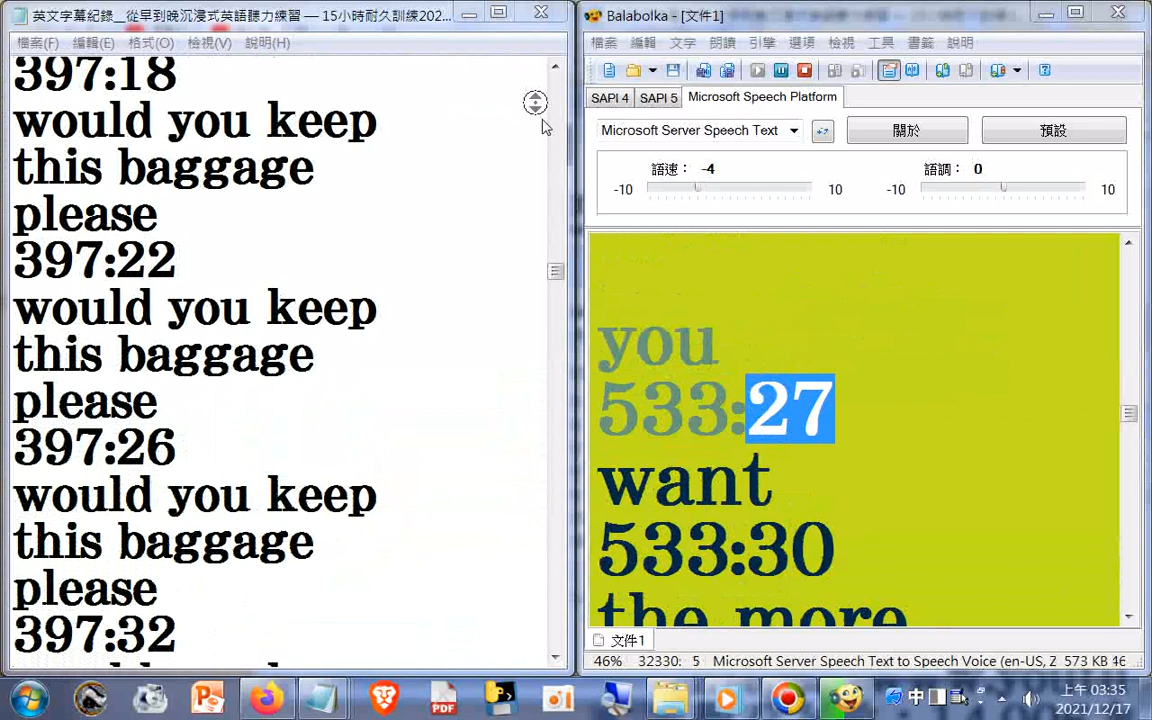 英文字幕紀錄__從早到晚沉浸式英語聽力練習 — 15小時耐久訓練202...
檔案(F) 編輯(E) 格式(O) 檢視(V) 說明(H)
397:18
would you keep
this baggage
please
397:22
would you keep
this baggage
please
397:26
would you keep
this baggage
please
397:32
Balabolka - [文件1]
檔案 編輯 文字 朗讀 引擎 選項 檢視 工具 書籤 說明
SAPI 4 SAPI 5 Microsoft Speech Platform
Microsoft Server Speech Text 關於 預設
語速： -4 語調： 0
-10 10 -10 10
you
533:27
want
533:30
the more
文件1
46% 32330: 5 Microsoft Server Speech Text to Speech Voice (en-US, Z 573 KB 46
中 上午 03:35
2021/12/17